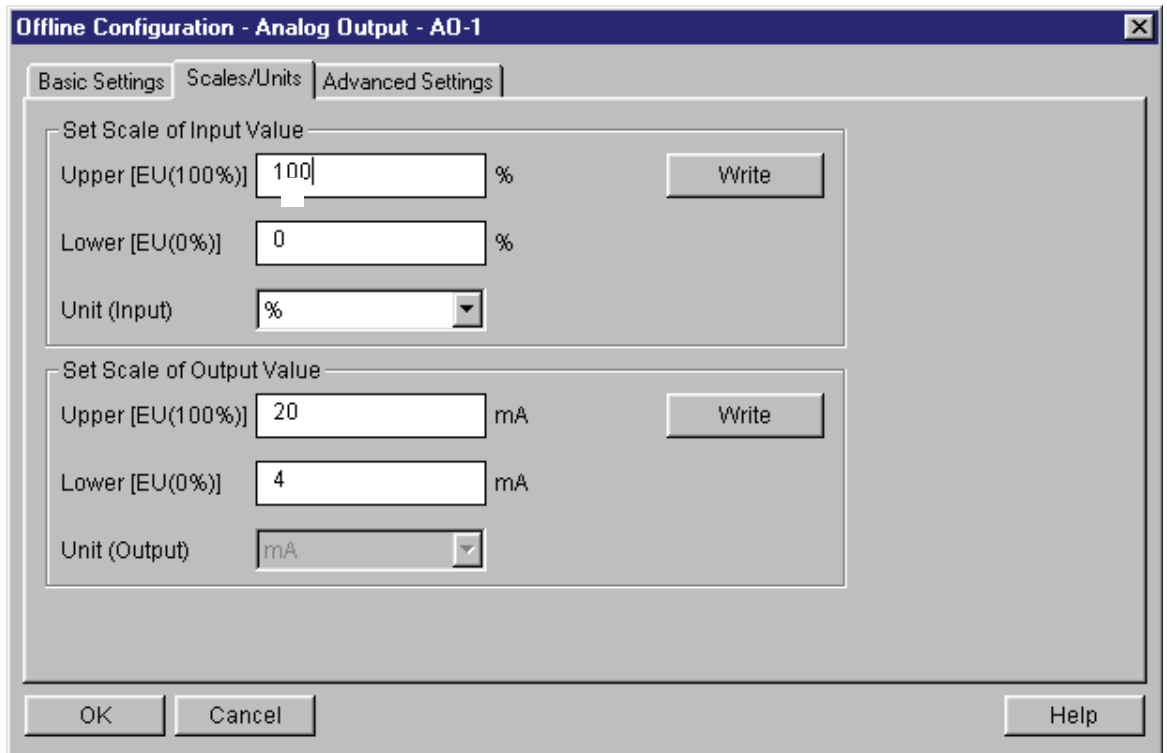 Offline Configuration - Analog Output - AO-1
Basic Settings Scales/Units Advanced Settings
Set Scale of Input Value
Upper [EU(100%)] 100 % Write
Lower [EU(0%)] 0 %
Unit (Input) %
Set Scale of Output Value
Upper [EU(100%)] 20 mA Write
Lower [EU(0%)] 4 mA
Unit (Output) mA
OK Cancel Help